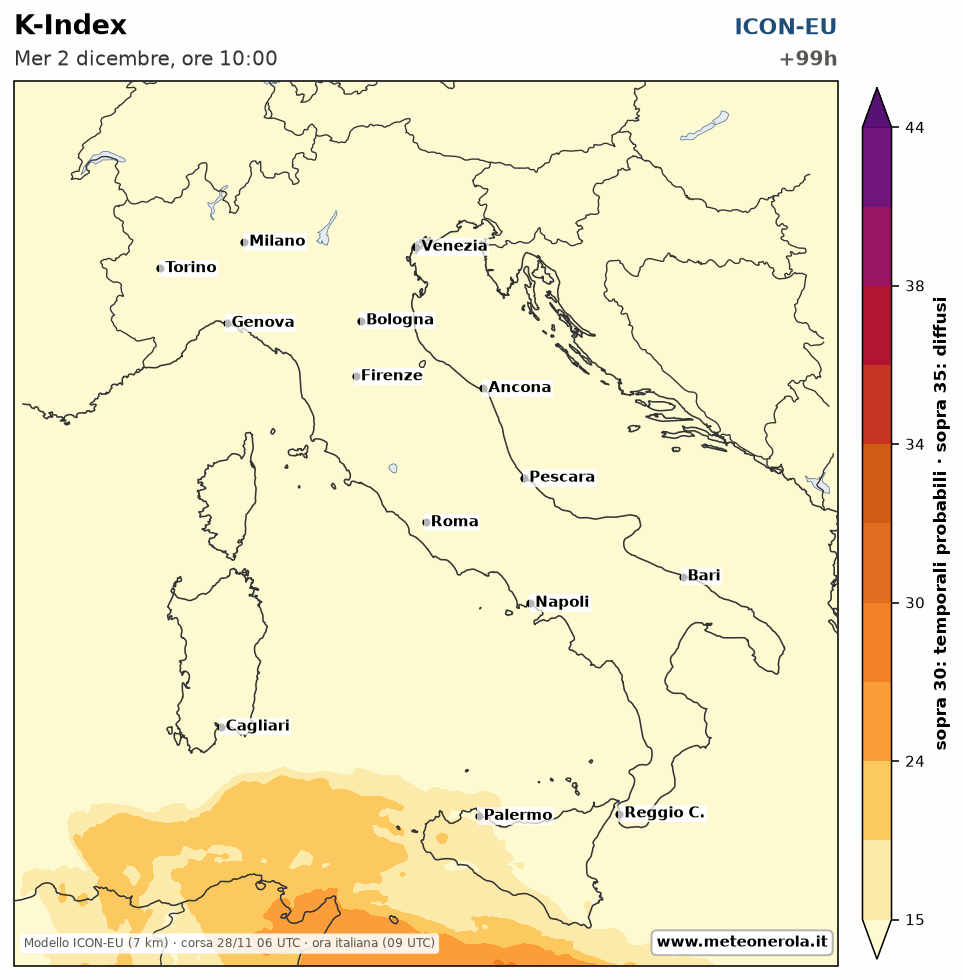 K-Index
ICON-EU
Mer 2 dicembre, ore 10:00
+99h
Milano
Venezia
Torino
Genova
Bologna
Firenze
Ancona
Pescara
Roma
Bari
Napoli
Cagliari
Palermo
Reggio C.
44
38
34
30
24
15
sopra 30: temporali probabili · sopra 35: diffusi
Modello ICON-EU (7 km) · corsa 28/11 06 UTC · ora italiana (09 UTC)
www.meteonerola.it